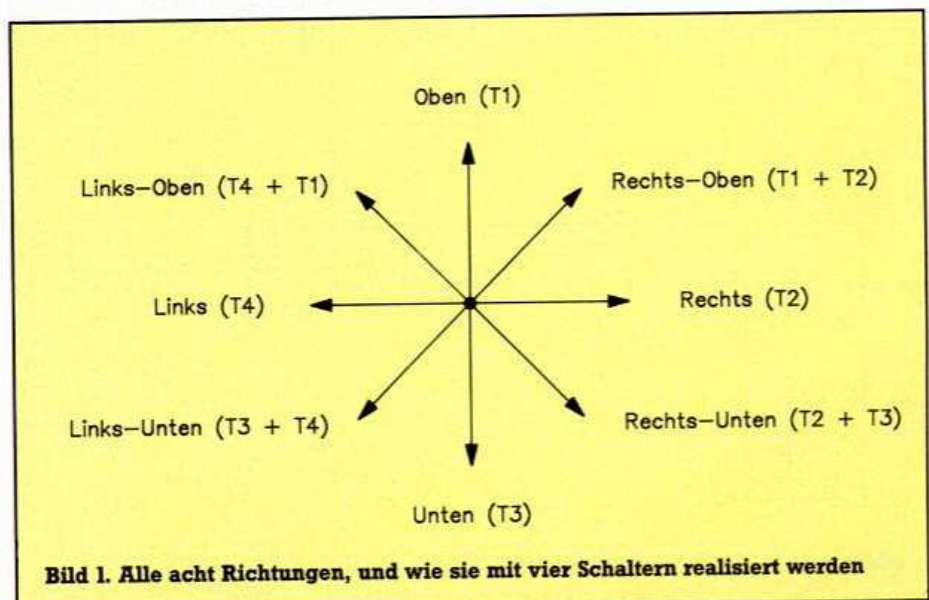 Oben (T1)
Links-Oben (T4 + T1)
Rechts-Oben (T1 + T2)
Links (T4)
Rechts (T2)
Links-Unten (T3 + T4)
Rechts-Unten (T2 + T3)
Unten (T3)
Bild 1. Alle acht Richtungen, und wie sie mit vier Schaltern realisiert werden